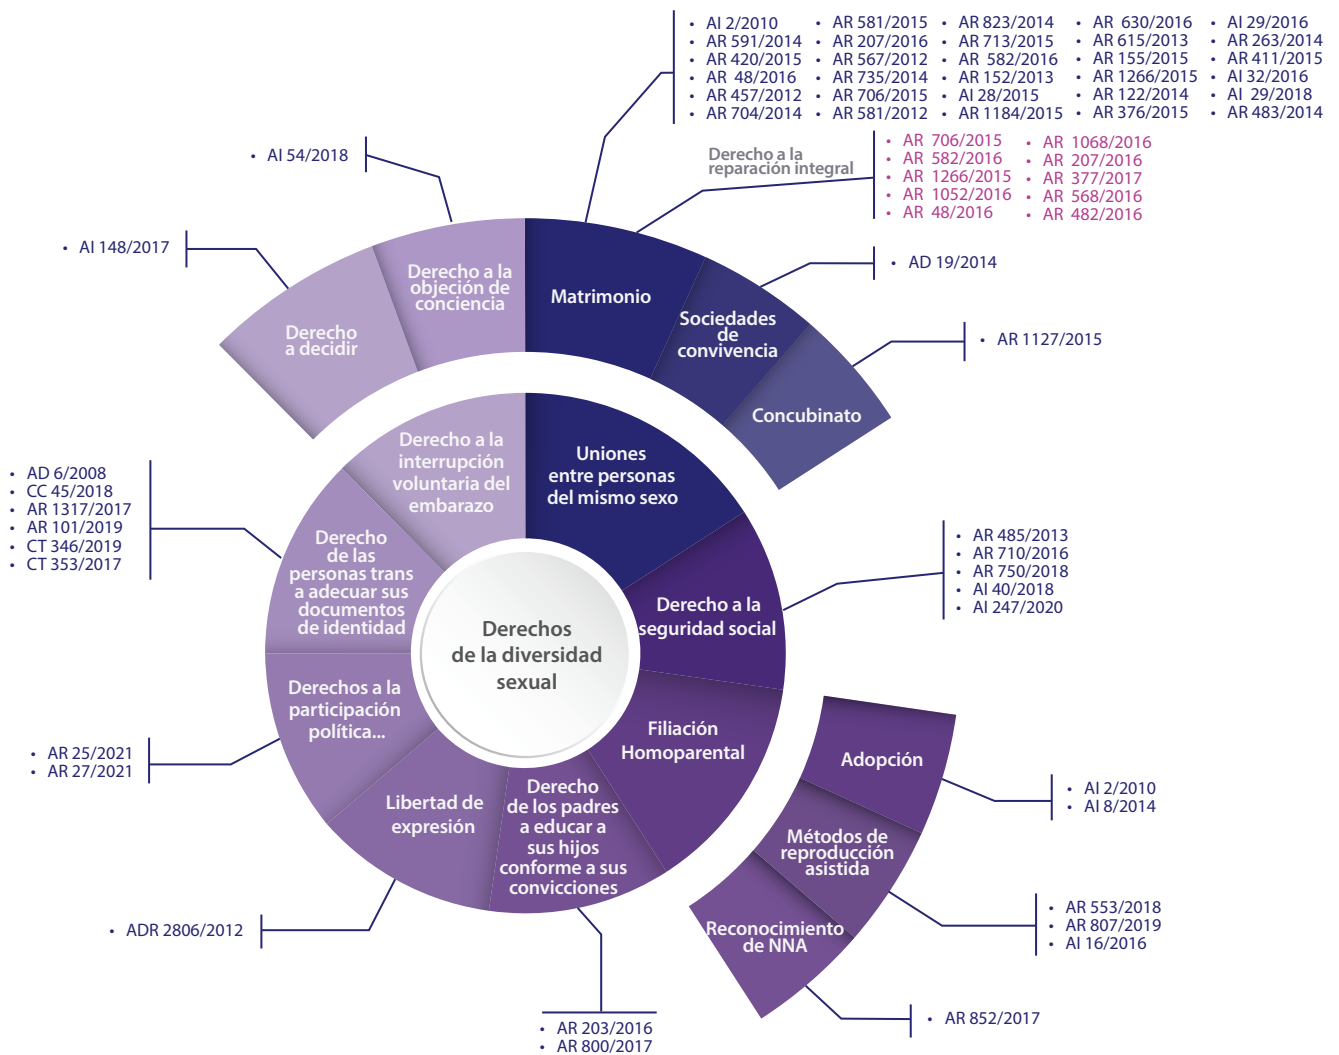 • AI 2/2010
• AR 591/2014
• AR 420/2015
• AR 48/2016
• AR 457/2012
• AR 704/2014
• AR 581/2015
• AR 207/2016
• AR 567/2012
• AR 735/2014
• AR 706/2015
• AR 581/2012
• AR 823/2014
• AR 713/2015
• AR 582/2016
• AR 152/2013
• AI 28/2015
• AR 1184/2015
• AR 630/2016
• AR 615/2013
• AR 155/2015
• AR 1266/2015
• AR 122/2014
• AR 376/2015
• AI 29/2016
• AR 263/2014
• AR 411/2015
• AI 32/2016
• AI 29/2018
• AR 483/2014
Derecho a la
reparación integral
• AR 706/2015
• AR 582/2016
• AR 1266/2015
• AR 1052/2016
• AR 48/2016
• AR 1068/2016
• AR 207/2016
• AR 377/2017
• AR 568/2016
• AR 482/2016
• AI 54/2018
• AI 148/2017
• AD 19/2014
• AR 1127/2015
Derecho
a decidir
Derecho a la
objeción de
conciencia
Matrimonio
Sociedades
de
convivencia
Concubinato
Derecho a la
interrupción
voluntaria del
embarazo
Uniones
entre personas
del mismo sexo
• AD 6/2008
• CC 45/2018
• AR 1317/2017
• AR 101/2019
• CT 346/2019
• CT 353/2017
Derecho
de las
personas trans
a adecuar sus
documentos
de identidad
Derechos
de la diversidad
sexual
Derecho a la
seguridad social
• AR 485/2013
• AR 710/2016
• AR 750/2018
• AI 40/2018
• AI 247/2020
Derechos a la
participación
política...
• AR 25/2021
• AR 27/2021
Filiación
Homoparental
Libertad de
expresión
• ADR 2806/2012
Derecho
de los padres
a educar a
sus hijos
conforme a sus
convicciones
• AR 203/2016
• AR 800/2017
Adopción
• AI 2/2010
• AI 8/2014
Métodos de
reproducción
asistida
• AR 553/2018
• AR 807/2019
• AI 16/2016
Reconocimiento
de NNA
• AR 852/2017